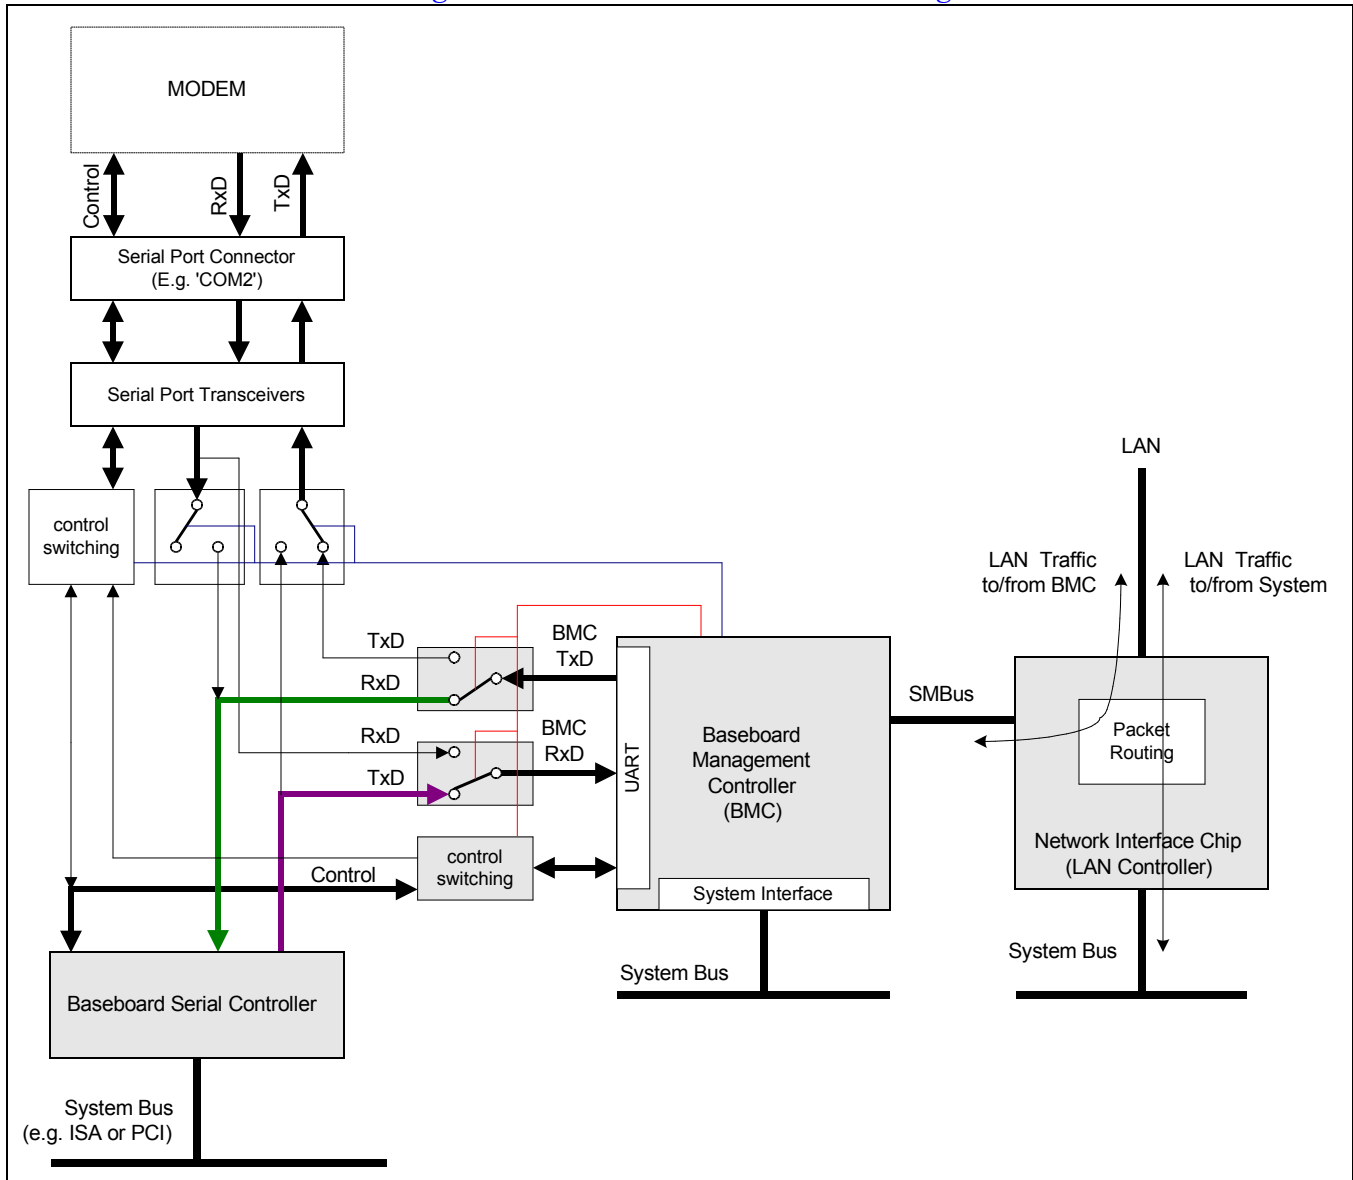 MODEM
Control
RxD
TxD
Serial Port Connector
(E.g. 'COM2')
Serial Port Transceivers
control
switching
LAN
LAN Traffic
to/from BMC
LAN Traffic
to/from System
TxD
RxD
BMC
TxD
RxD
TxD
BMC
RxD
UART
Baseboard
Management
Controller
(BMC)
SMBus
Packet
Routing
Network Interface Chip
(LAN Controller)
control
switching
Control
System Interface
System Bus
System Bus
Baseboard Serial Controller
System Bus
(e.g. ISA or PCI)